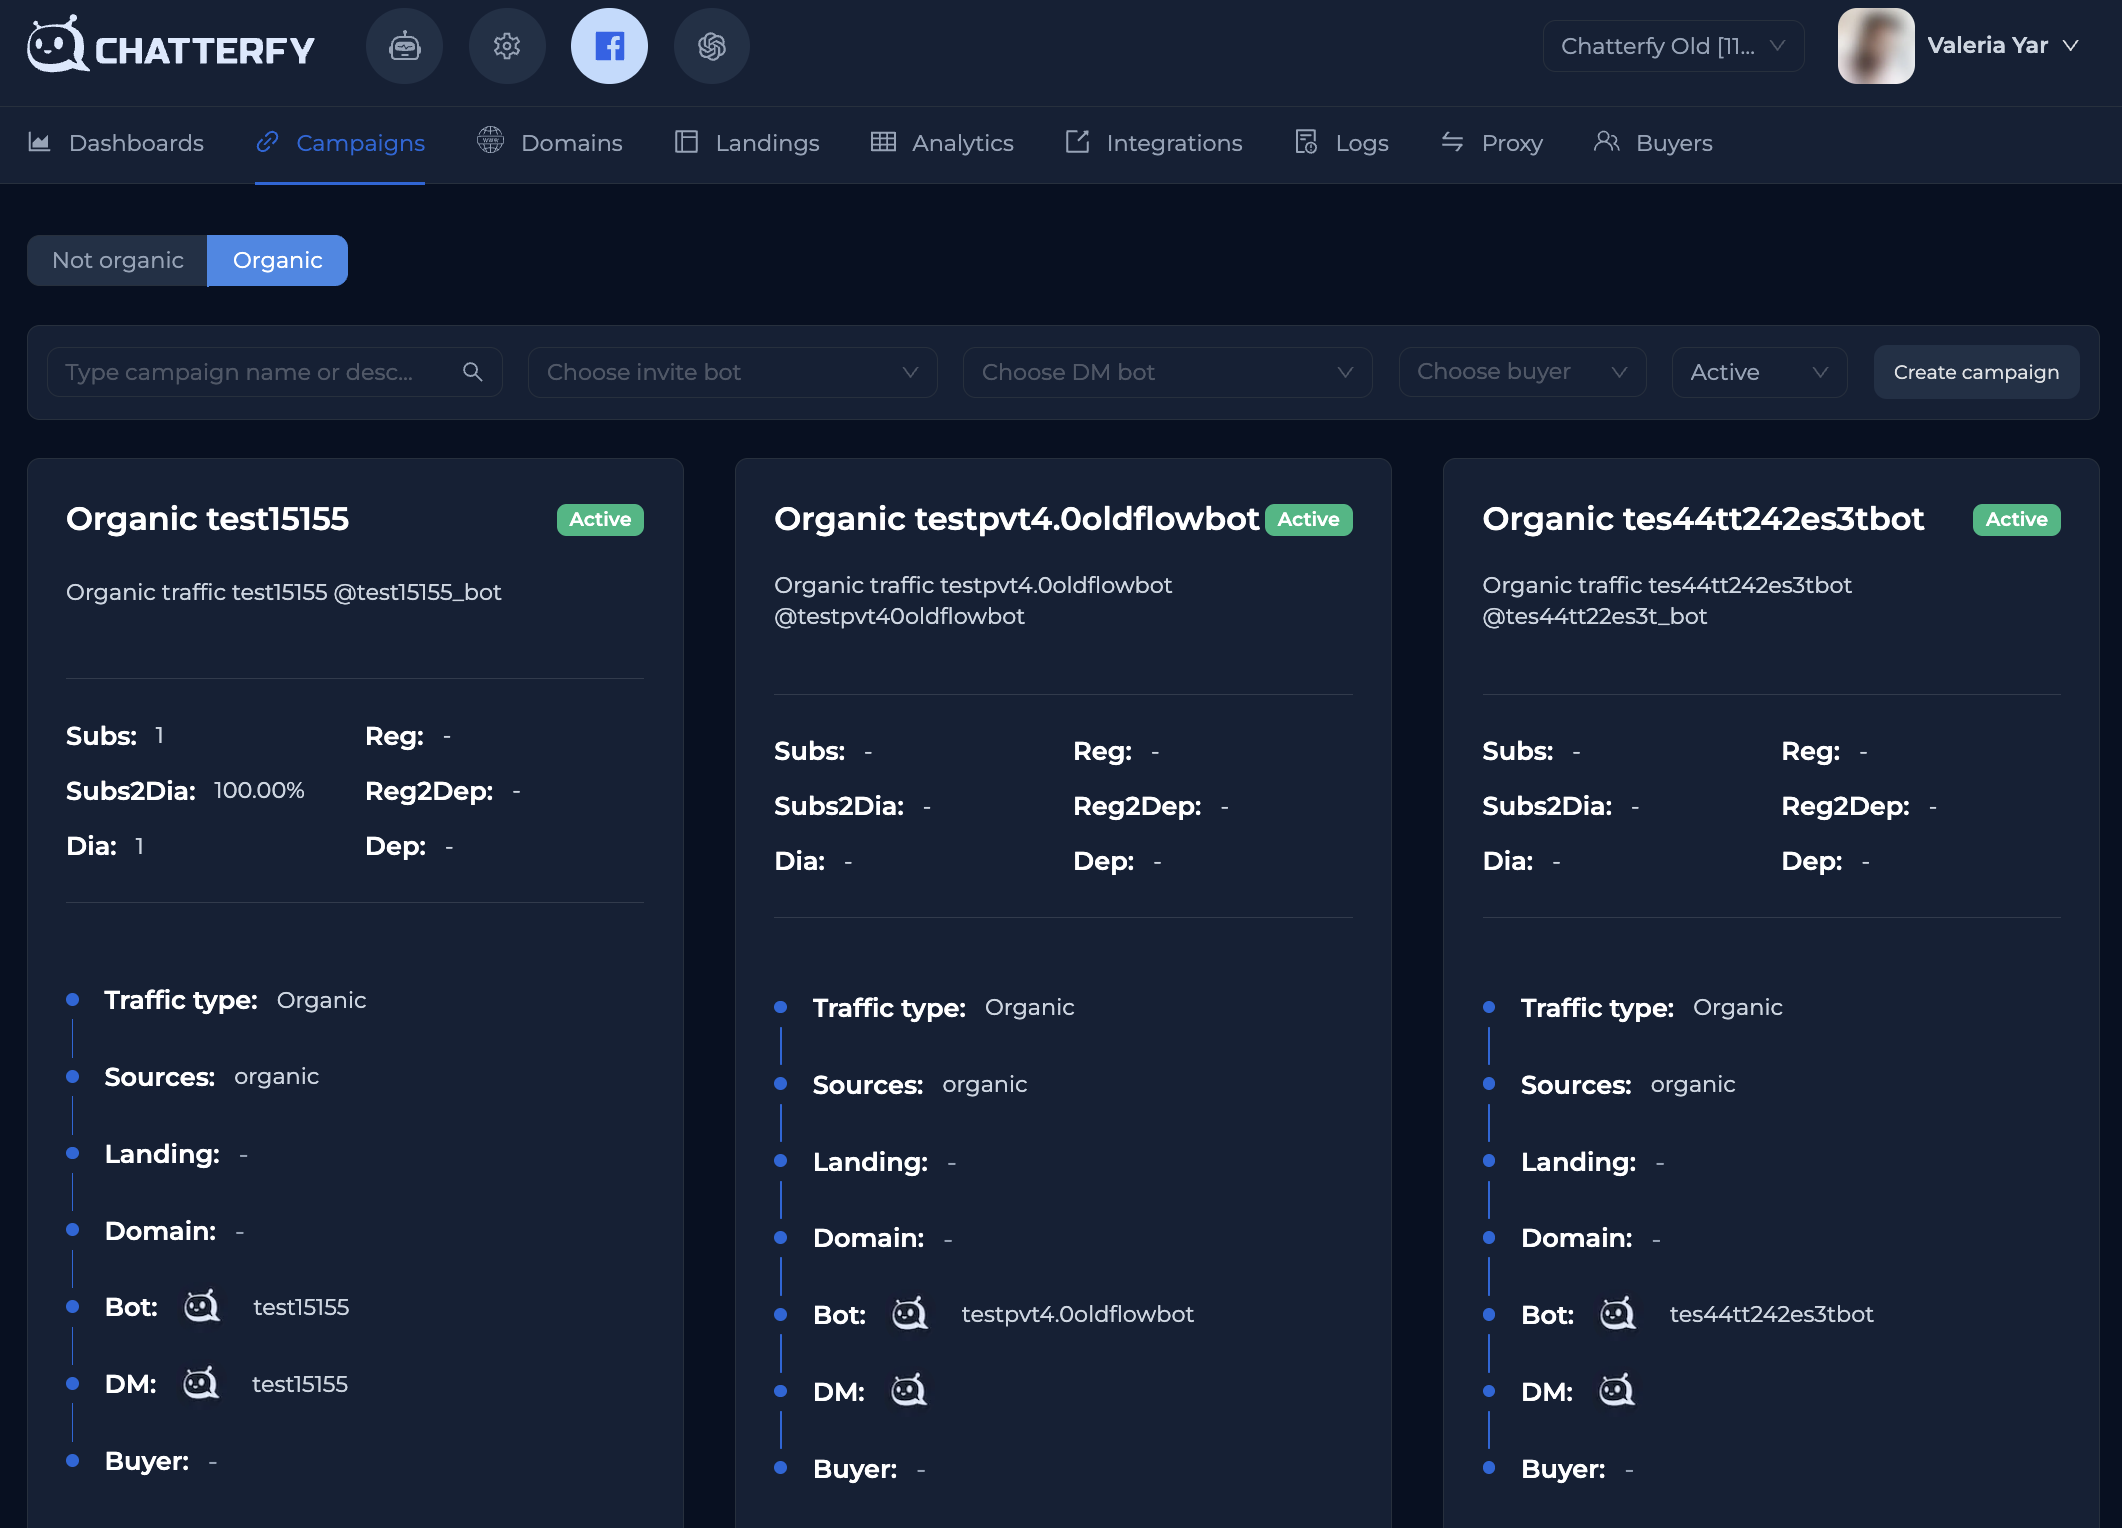 CHATTERFY
Chatterfy Old [11...
Valeria Yar
Dashboards
Campaigns
Domains
Landings
Analytics
Integrations
Logs
Proxy
Buyers
Not organic
Organic
Type campaign name or desc...
Choose invite bot
Choose DM bot
Choose buyer
Active
Create campaign
Organic test15155
Active
Organic traffic test15155 @test15155_bot
Subs: 1
Reg: -
Subs2Dia: 100.00%
Reg2Dep: -
Dia: 1
Dep: -
Traffic type: Organic
Sources: organic
Landing: -
Domain: -
Bot: test15155
DM: test15155
Buyer: -
Organic testpvt4.0oldflowbot
Active
Organic traffic testpvt4.0oldflowbot
@testpvt40oldflowbot
Subs: -
Reg: -
Subs2Dia: -
Reg2Dep: -
Dia: -
Dep: -
Traffic type: Organic
Sources: organic
Landing: -
Domain: -
Bot: testpvt4.0oldflowbot
DM:
Buyer: -
Organic tes44tt242es3tbot
Active
Organic traffic tes44tt242es3tbot
@tes44tt22es3t_bot
Subs: -
Reg: -
Subs2Dia: -
Reg2Dep: -
Dia: -
Dep: -
Traffic type: Organic
Sources: organic
Landing: -
Domain: -
Bot: tes44tt242es3tbot
DM:
Buyer: -